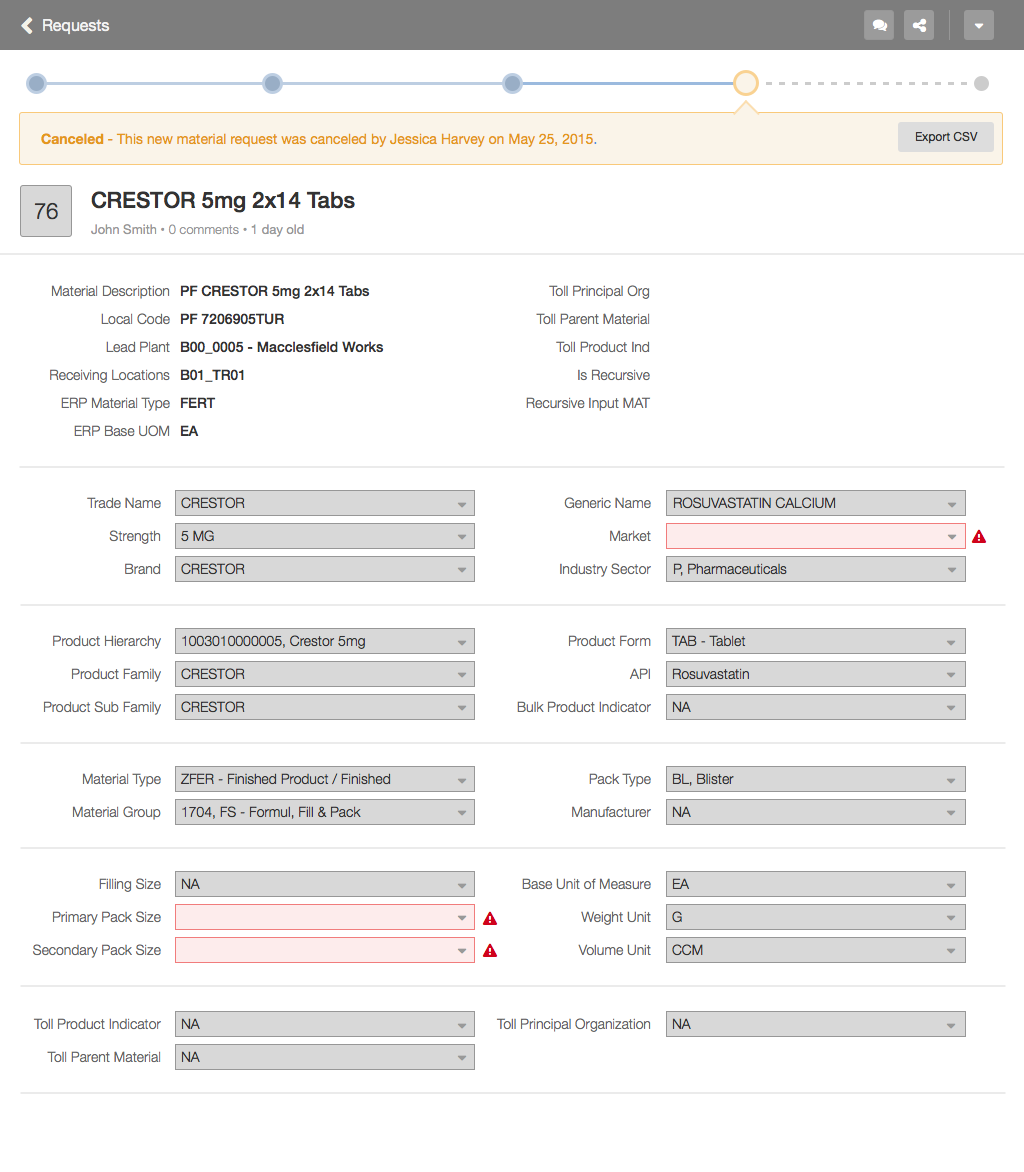 Requests
Canceled - This new material request was canceled by Jessica Harvey on May 25, 2015.
Export CSV
76
CRESTOR 5mg 2x14 Tabs
John Smith • 0 comments • 1 day old
Material Description PF CRESTOR 5mg 2x14 Tabs
Toll Principal Org
Local Code PF 7206905TUR
Toll Parent Material
Lead Plant B00_0005 - Macclesfield Works
Toll Product Ind
Receiving Locations B01_TR01
Is Recursive
ERP Material Type FERT
Recursive Input MAT
ERP Base UOM EA
Trade Name CRESTOR
Generic Name ROSUVASTATIN CALCIUM
Strength 5 MG
Market
Brand CRESTOR
Industry Sector P, Pharmaceuticals
Product Hierarchy 1003010000005, Crestor 5mg
Product Form TAB - Tablet
Product Family CRESTOR
API Rosuvastatin
Product Sub Family CRESTOR
Bulk Product Indicator NA
Material Type ZFER - Finished Product / Finished
Pack Type BL, Blister
Material Group 1704, FS - Formul, Fill & Pack
Manufacturer NA
Filling Size NA
Base Unit of Measure EA
Primary Pack Size
Weight Unit G
Secondary Pack Size
Volume Unit CCM
Toll Product Indicator NA
Toll Principal Organization NA
Toll Parent Material NA